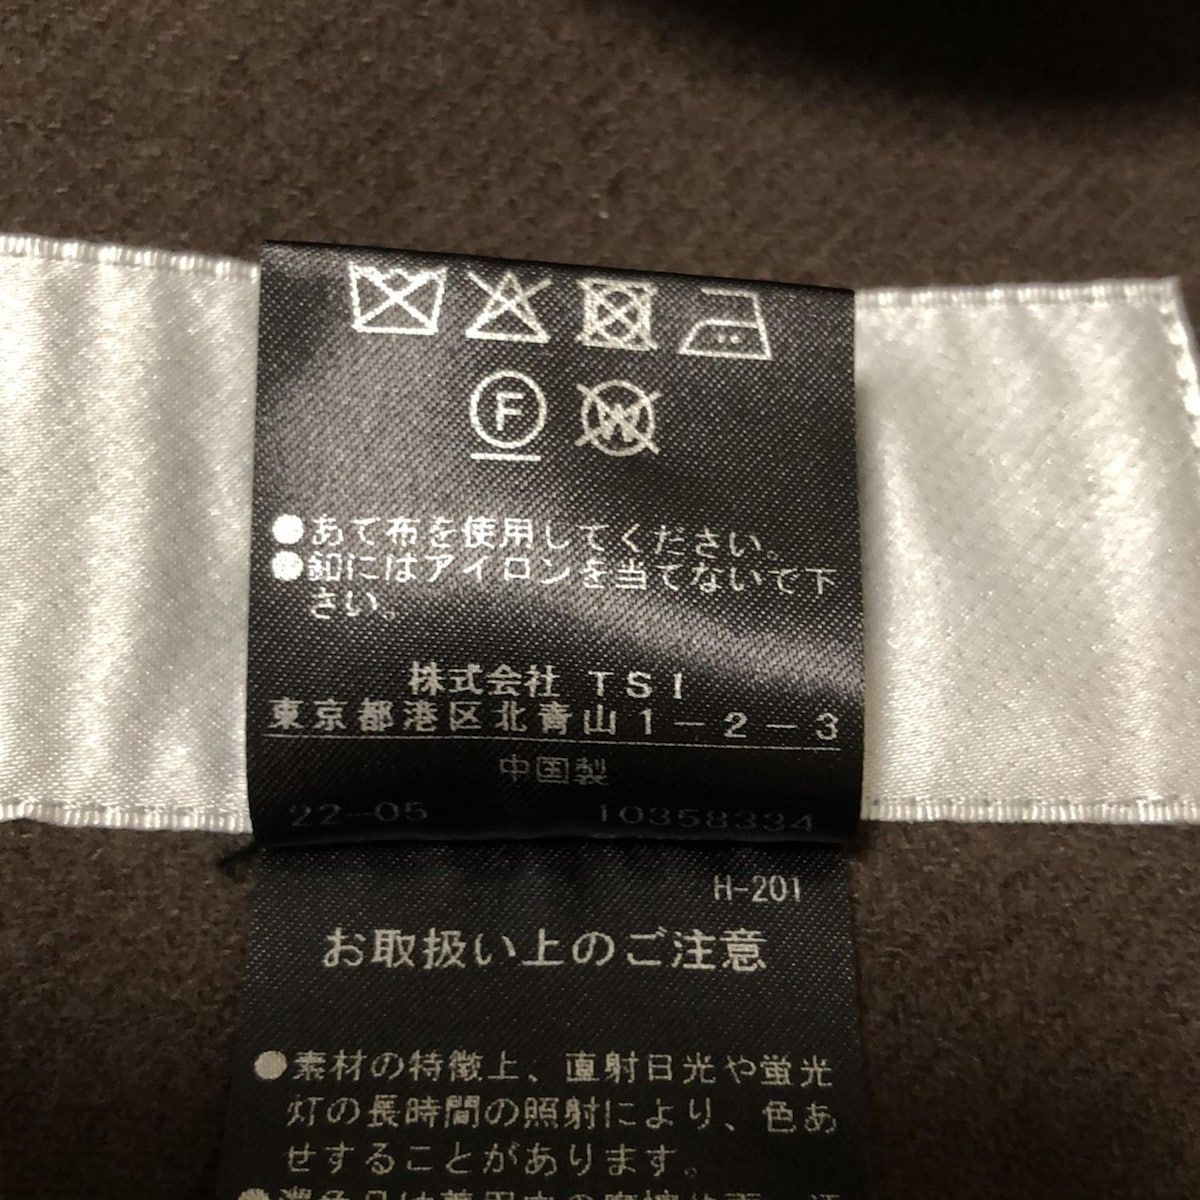 F W
●あて布を使用してください。
●釦にはアイロンを当てないで下
さい。
株式会社 TSI
東京都港区北青山1-2-3
中国製
22-05 10358334
H-201
お取扱い上のご注意
●素材の特徴上、直射日光や蛍光
灯の長時間の照射により、色あ
せすることがあります。